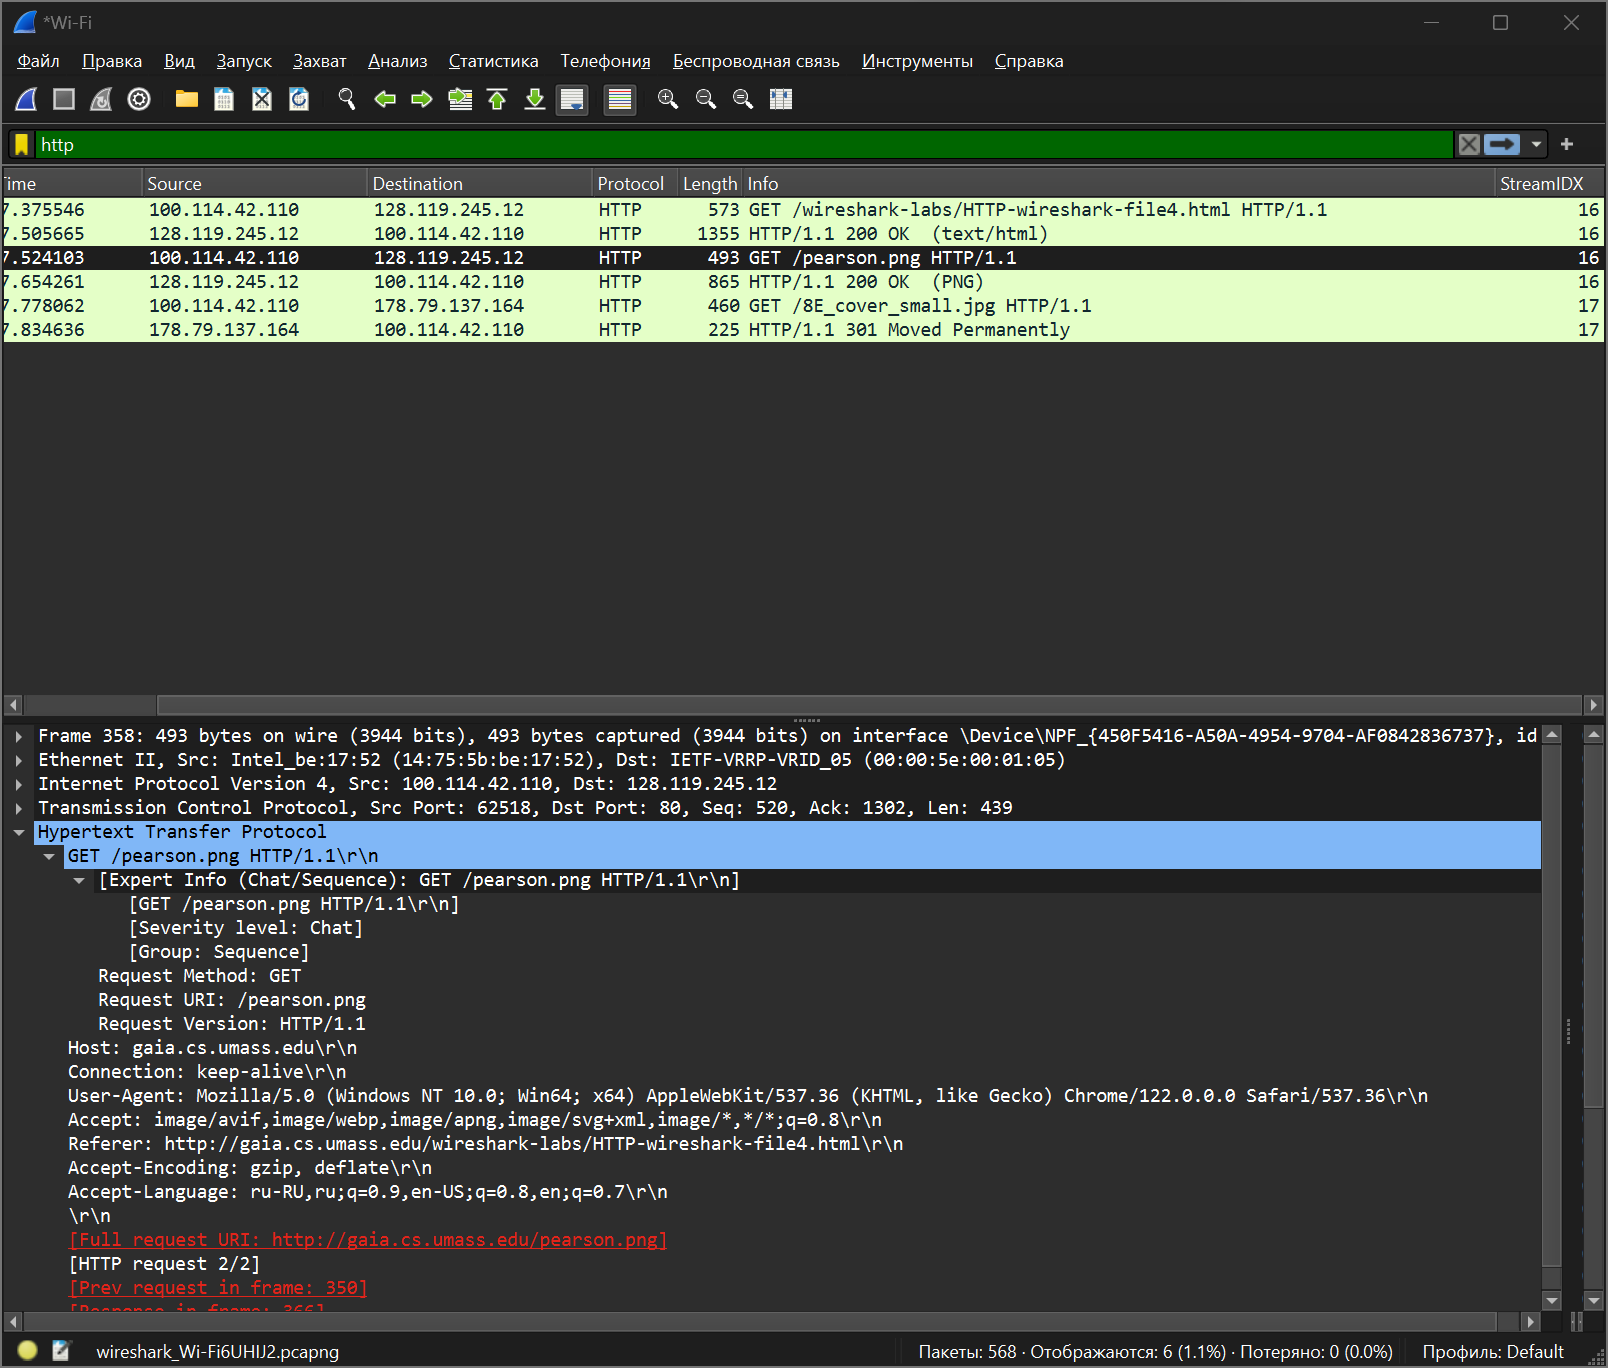 *Wi-Fi
Файл Правка Вид Запуск Захват Анализ Статистика Телефония Беспроводная связь Инструменты Справка
http
Time Source Destination Protocol Length Info StreamIDX
7.375546 100.114.42.110 128.119.245.12 HTTP 573 GET /wireshark-labs/HTTP-wireshark-file4.html HTTP/1.1 16
7.505665 128.119.245.12 100.114.42.110 HTTP 1355 HTTP/1.1 200 OK (text/html) 16
7.524103 100.114.42.110 128.119.245.12 HTTP 493 GET /pearson.png HTTP/1.1 16
7.654261 128.119.245.12 100.114.42.110 HTTP 865 HTTP/1.1 200 OK (PNG) 16
7.778062 100.114.42.110 178.79.137.164 HTTP 460 GET /8E_cover_small.jpg HTTP/1.1 17
7.834636 178.79.137.164 100.114.42.110 HTTP 225 HTTP/1.1 301 Moved Permanently 17
Frame 358: 493 bytes on wire (3944 bits), 493 bytes captured (3944 bits) on interface \Device\NPF_{450F5416-A50A-4954-9704-AF0842836737}, id
Ethernet II, Src: Intel_be:17:52 (14:75:5b:be:17:52), Dst: IETF-VRRP-VRID_05 (00:00:5e:00:01:05)
Internet Protocol Version 4, Src: 100.114.42.110, Dst: 128.119.245.12
Transmission Control Protocol, Src Port: 62518, Dst Port: 80, Seq: 520, Ack: 1302, Len: 439
Hypertext Transfer Protocol
GET /pearson.png HTTP/1.1\r\n
[Expert Info (Chat/Sequence): GET /pearson.png HTTP/1.1\r\n]
[GET /pearson.png HTTP/1.1\r\n]
[Severity level: Chat]
[Group: Sequence]
Request Method: GET
Request URI: /pearson.png
Request Version: HTTP/1.1
Host: gaia.cs.umass.edu\r\n
Connection: keep-alive\r\n
User-Agent: Mozilla/5.0 (Windows NT 10.0; Win64; x64) AppleWebKit/537.36 (KHTML, like Gecko) Chrome/122.0.0.0 Safari/537.36\r\n
Accept: image/avif,image/webp,image/apng,image/svg+xml,image/*,*/*;q=0.8\r\n
Referer: http://gaia.cs.umass.edu/wireshark-labs/HTTP-wireshark-file4.html\r\n
Accept-Encoding: gzip, deflate\r\n
Accept-Language: ru-RU,ru;q=0.9,en-US;q=0.8,en;q=0.7\r\n
\r\n
[Full request URI: http://gaia.cs.umass.edu/pearson.png]
[HTTP request 2/2]
[Prev request in frame: 350]
[Response in frame: 366]
wireshark_Wi-Fi6UHIJ2.pcapng Пакеты: 568 · Отображаются: 6 (1.1%) · Потеряно: 0 (0.0%) Профиль: Default